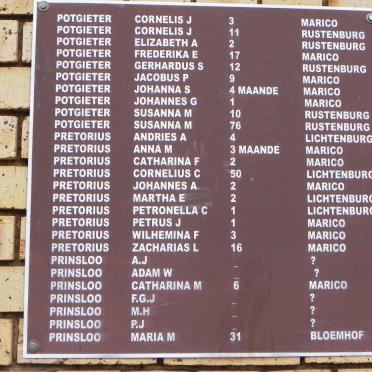 POTGIETER CORNELIS J 3 MARICO
POTGIETER CORNELIS J 11 RUSTENBURG
POTGIETER ELIZABETH A 2 RUSTENBURG
POTGIETER FREDERIKA E 17 MARICO
POTGIETER GERHARDUS S 12 RUSTENBURG
POTGIETER JACOBUS P 9 MARICO
POTGIETER JOHANNA S 4 MAANDE MARICO
POTGIETER JOHANNES G 1 MARICO
POTGIETER SUSANNA M 10 RUSTENBURG
POTGIETER SUSANNA M 76 RUSTENBURG
PRETORIUS ANDRIES A 4 LICHTENBURG
PRETORIUS ANNA M 3 MAANDE MARICO
PRETORIUS CATHARINA F 2 MARICO
PRETORIUS CORNELIUS C 50 LICHTENBURG
PRETORIUS JOHANNES A 2 MARICO
PRETORIUS MARTHA E 2 LICHTENBURG
PRETORIUS PETRONELLA C 1 LICHTENBURG
PRETORIUS PETRUS J 1 MARICO
PRETORIUS WILHEMINA F 3 MARICO
PRETORIUS ZACHARIAS L 16 MARICO
PRINSLOO A.J _ ?
PRINSLOO ADAM W _ ?
PRINSLOO CATHARINA M 6 MARICO
PRINSLOO F.G.J _ ?
PRINSLOO M.H _ ?
PRINSLOO P.J _ ?
PRINSLOO MARIA M 31 BLOEMHOF